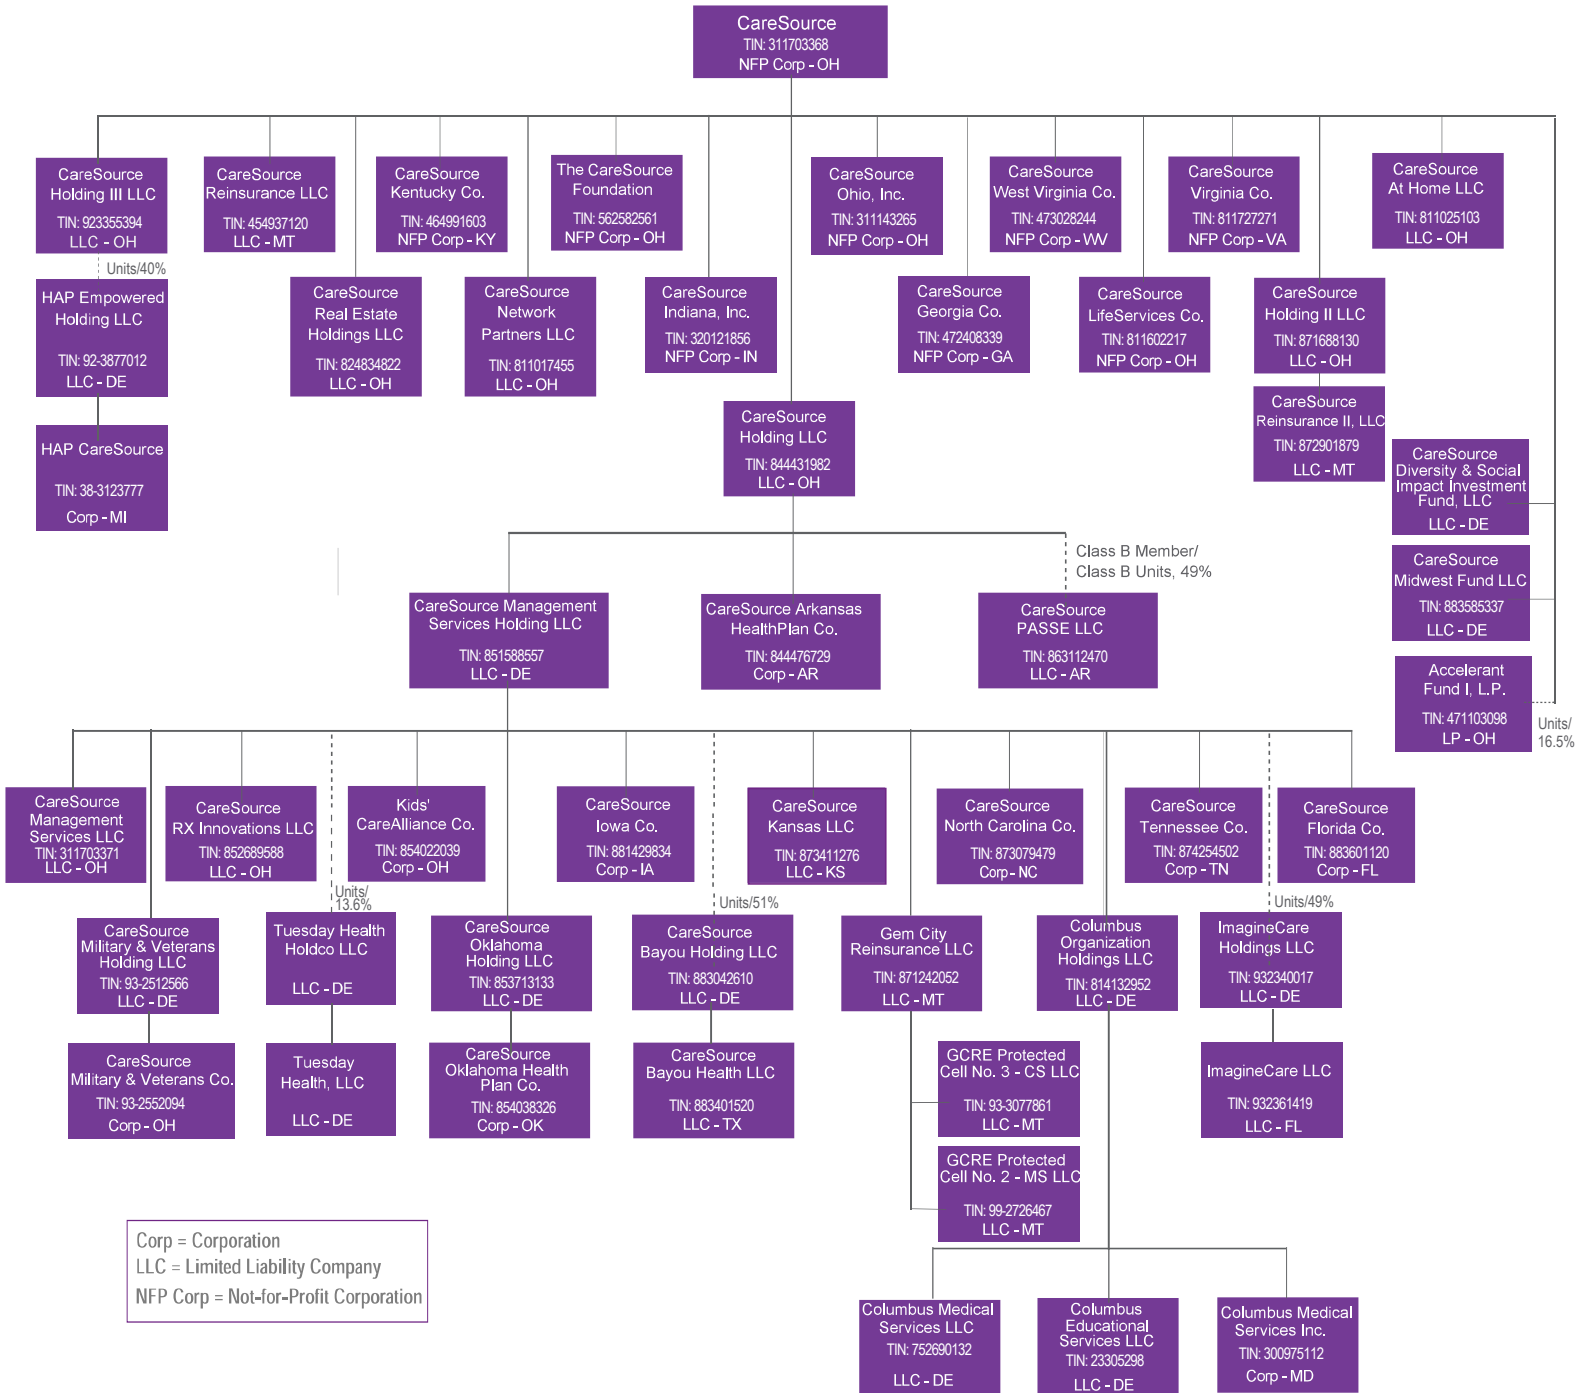 CareSource
TIN: 311703368
NFP Corp - OH
CareSource
Holding III LLC
TIN: 923355394
LLC - OH
CareSource
Reinsurance LLC
TIN: 454937120
LLC - MT
CareSource
Kentucky Co.
TIN: 464991603
NFP Corp - KY
The CareSource
Foundation
TIN: 562582561
NFP Corp - OH
CareSource
Ohio, Inc.
TIN: 311143265
NFP Corp - OH
CareSource
West Virginia Co.
TIN: 473028244
NFP Corp - WV
CareSource
Virginia Co.
TIN: 811727271
NFP Corp - VA
CareSource
At Home LLC
TIN: 811025103
LLC - OH
Units/40%
HAP Empowered
Holding LLC
TIN: 92-3877012
LLC - DE
CareSource
Real Estate
Holdings LLC
TIN: 824834822
LLC - OH
CareSource
Network
Partners LLC
TIN: 811017455
LLC - OH
CareSource
Indiana, Inc.
TIN: 320121856
NFP Corp - IN
CareSource
Georgia Co.
TIN: 472408339
NFP Corp - GA
CareSource
LifeServices Co.
TIN: 811602217
NFP Corp - OH
CareSource
Holding II LLC
TIN: 871688130
LLC - OH
HAP CareSource
TIN: 38-3123777
Corp - MI
CareSource
Holding LLC
TIN: 844431982
LLC - OH
CareSource
Reinsurance II, LLC
TIN: 872901879
LLC - MT
CareSource
Diversity & Social
Impact Investment
Fund, LLC
LLC - DE
Class B Member/
Class B Units, 49%
CareSource
Midwest Fund LLC
TIN: 883585337
LLC - DE
CareSource Management
Services Holding LLC
TIN: 851588557
LLC - DE
CareSource Arkansas
HealthPlan Co.
TIN: 844476729
Corp - AR
CareSource
PASSE LLC
TIN: 863112470
LLC - AR
Accelerant
Fund I, L.P.
TIN: 471103098
LP - OH
Units/
16.5%
CareSource
Management
Services LLC
TIN: 311703371
LLC - OH
CareSource
RX Innovations LLC
TIN: 852689588
LLC - OH
Kids'
CareAlliance Co.
TIN: 854022039
Corp - OH
CareSource
Iowa Co.
TIN: 881429834
Corp - IA
CareSource
Kansas LLC
TIN: 873411276
LLC - KS
CareSource
North Carolina Co.
TIN: 873079479
Corp - NC
CareSource
Tennessee Co.
TIN: 874254502
Corp - TN
CareSource
Florida Co.
TIN: 883601120
Corp - FL
Units/
13.6%
Units/51%
Units/49%
CareSource
Military & Veterans
Holding LLC
TIN: 93-2512566
LLC - DE
Tuesday Health
Holdco LLC
LLC - DE
CareSource
Oklahoma
Holding LLC
TIN: 853713133
LLC - DE
CareSource
Bayou Holding LLC
TIN: 883042610
LLC - DE
Gem City
Reinsurance LLC
TIN: 871242052
LLC - MT
Columbus
Organization
Holdings LLC
TIN: 814132952
LLC - DE
ImagineCare
Holdings LLC
TIN: 932340017
LLC - DE
CareSource
Military & Veterans Co.
TIN: 93-2552094
Corp - OH
Tuesday
Health, LLC
LLC - DE
CareSource
Oklahoma Health
Plan Co.
TIN: 854038326
Corp - OK
CareSource
Bayou Health LLC
TIN: 883401520
LLC - TX
GCRE Protected
Cell No. 3 - CS LLC
TIN: 93-3077861
LLC - MT
ImagineCare LLC
TIN: 932361419
LLC - FL
GCRE Protected
Cell No. 2 - MS LLC
TIN: 99-2726467
LLC - MT
Corp = Corporation
LLC = Limited Liability Company
NFP Corp = Not-for-Profit Corporation
Columbus Medical
Services LLC
TIN: 752690132
LLC - DE
Columbus
Educational
Services LLC
TIN: 23305298
LLC - DE
Columbus Medical
Services Inc.
TIN: 300975112
Corp - MD